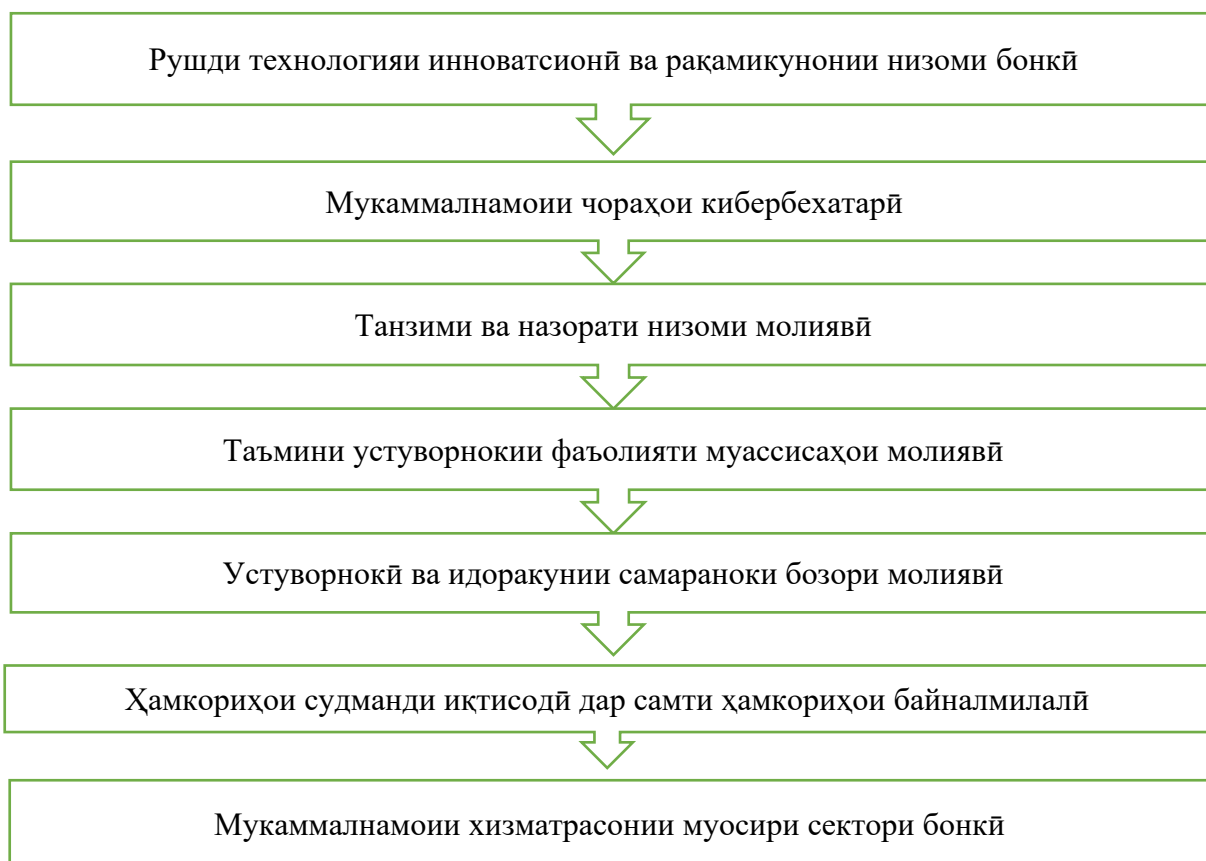 Рушди технологияи инноватсионӣ ва рақамикунонии низоми бонкӣ
Мукаммалнамоии чораҳои кибербехатарӣ
Танзими ва назорати низоми молиявӣ
Таъмини устуворнокии фаъолияти муассисаҳои молиявӣ
Устуворнокӣ ва идоракунии самараноки бозори молиявӣ
Ҳамкориҳои судманди иқтисодӣ дар самти ҳамкориҳои байналмилалӣ
Мукаммалнамоии хизматрасонии муосири сектори бонкӣ